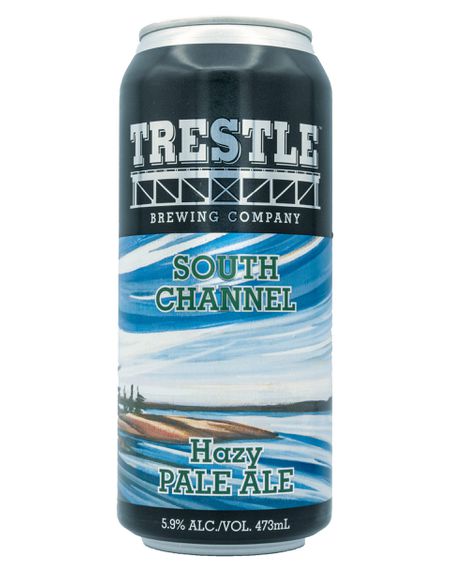 TRESTLE
BREWING COMPANY
SOUTH
CHANNEL
Hazy
PALE ALE
5.9% ALC./VOL. 473mL